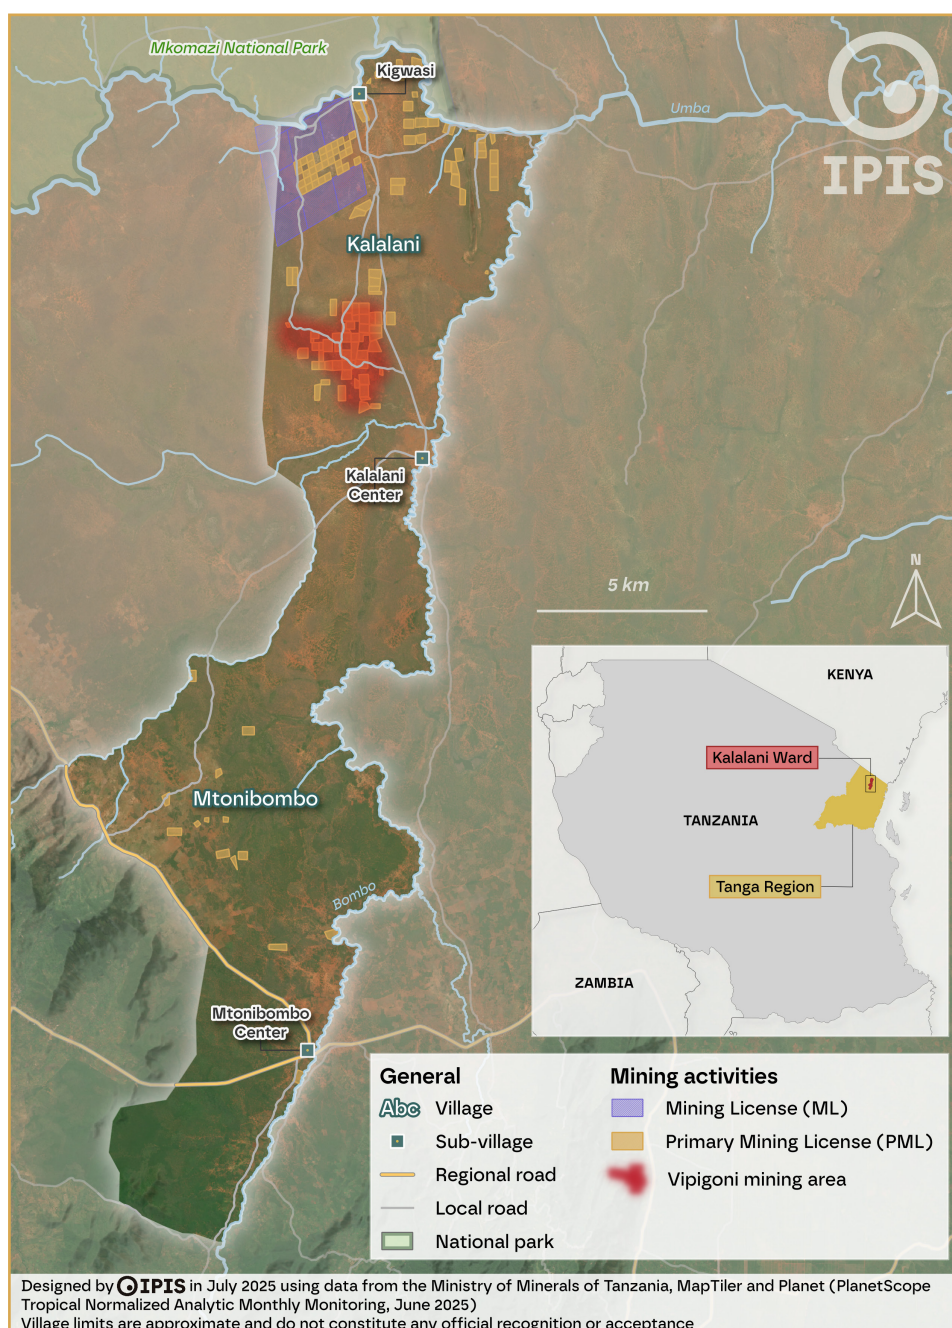 Mkomazi National Park
Kigwasi
Umba
IPIS
Kalalani
Kalalani
Center
N
5 km
KENYA
Kalalani Ward
TANZANIA
Tanga Region
ZAMBIA
Mtonibombo
Bombo
Mtonibombo
Center
General
Abc Village
Sub-village
Regional road
Local road
National park
Mining activities
Mining License (ML)
Primary Mining License (PML)
Vipigoni mining area
Designed by IPIS in July 2025 using data from the Ministry of Minerals of Tanzania, MapTiler and Planet (PlanetScope
Tropical Normalized Analytic Monthly Monitoring, June 2025)
Village limits are approximate and do not constitute any official recognition or acceptance